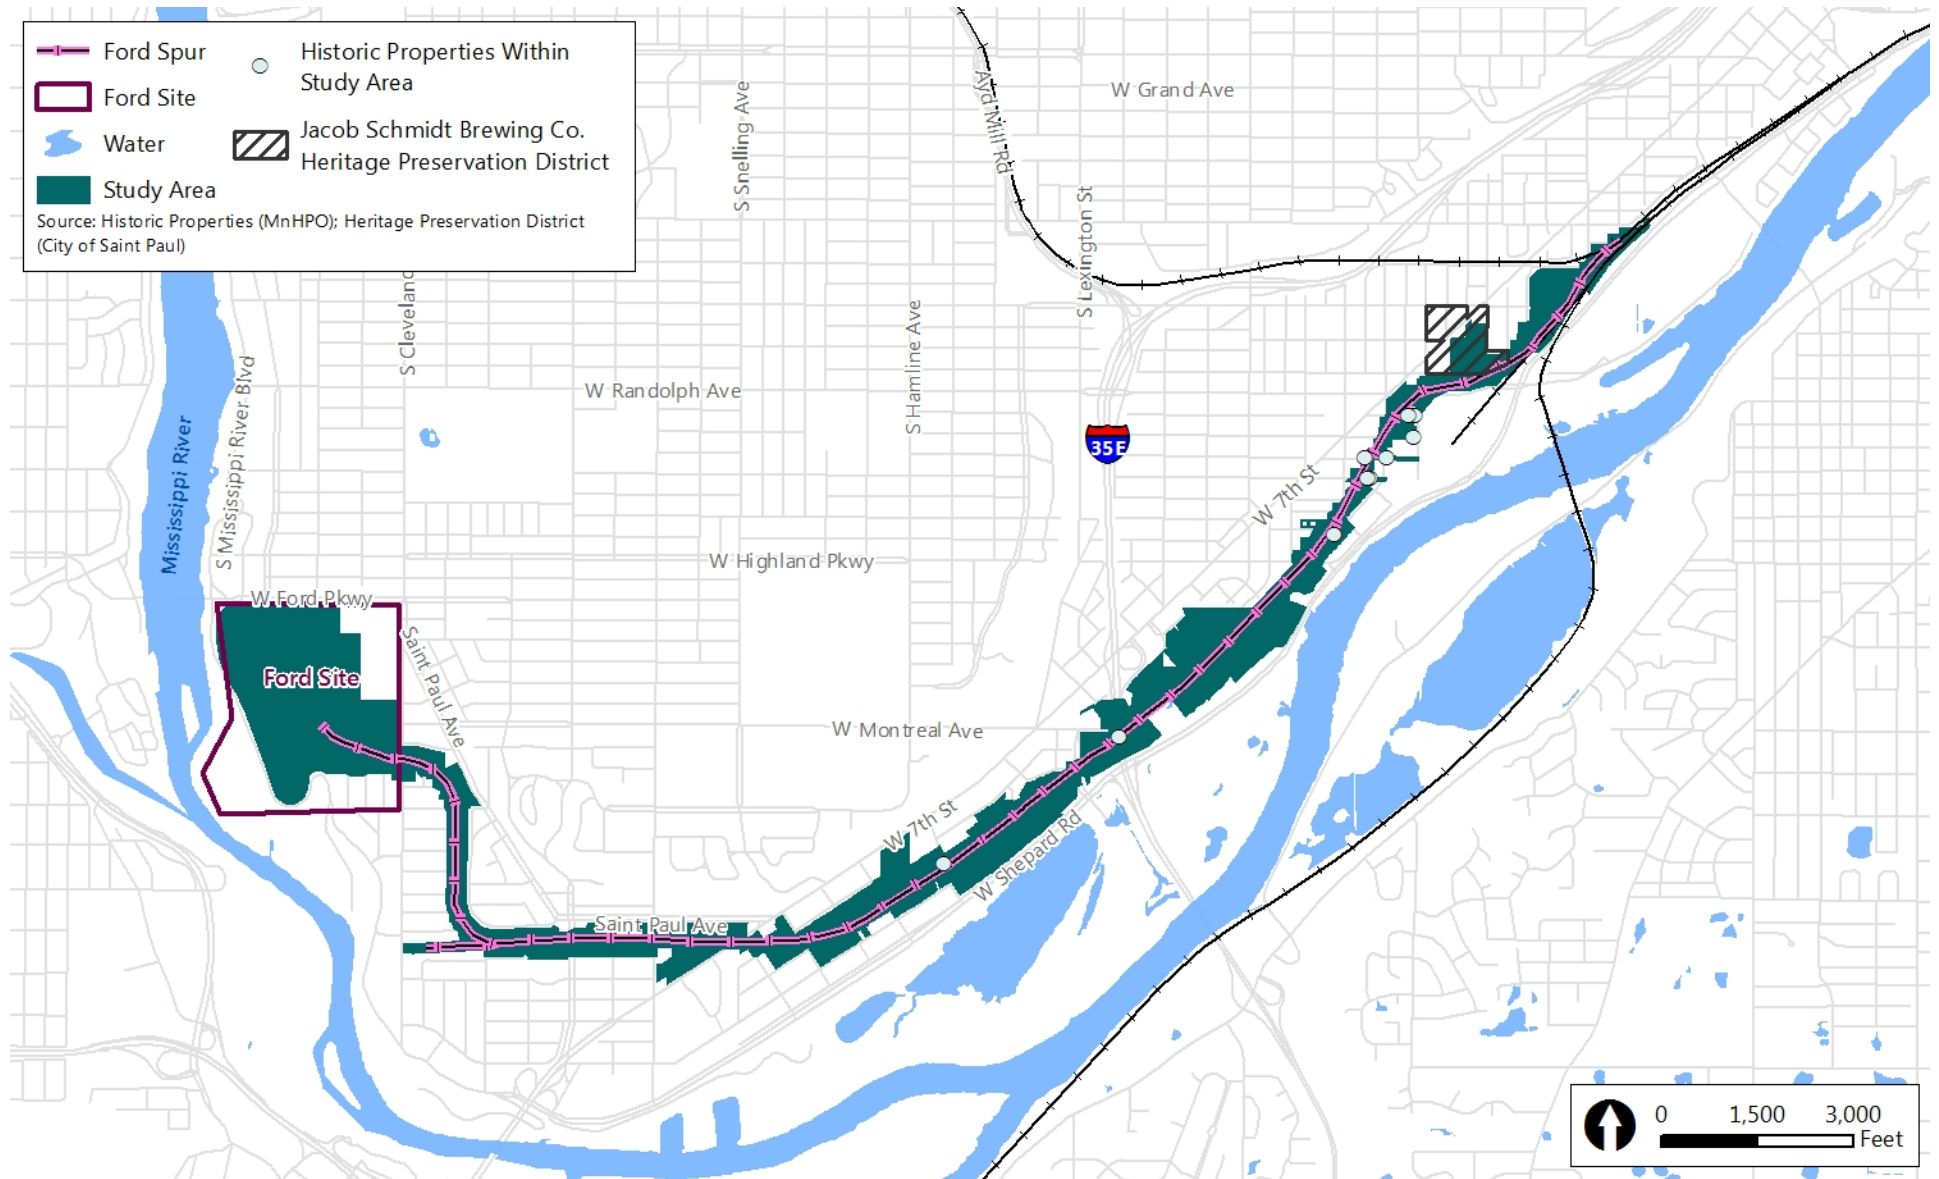 Ford Spur
Ford Site
Water
Study Area
Historic Properties Within
Study Area
Jacob Schmidt Brewing Co.
Heritage Preservation District
Source: Historic Properties (MnHPO); Heritage Preservation District
(City of Saint Paul)
W Grand Ave
Ayd Mill Rd
S Snelling Ave
S Lexington St
S Cleveland
S Hamline Ave
S Mississippi River Blvd
Mississippi River
W Randolph Ave
35E
W 7th St
W Highland Pkwy
W Ford Pkwy
Saint Paul Ave
Ford Site
W Montreal Ave
W 7th St
W Shepard Rd
Saint Paul Ave
0 1,500 3,000
Feet